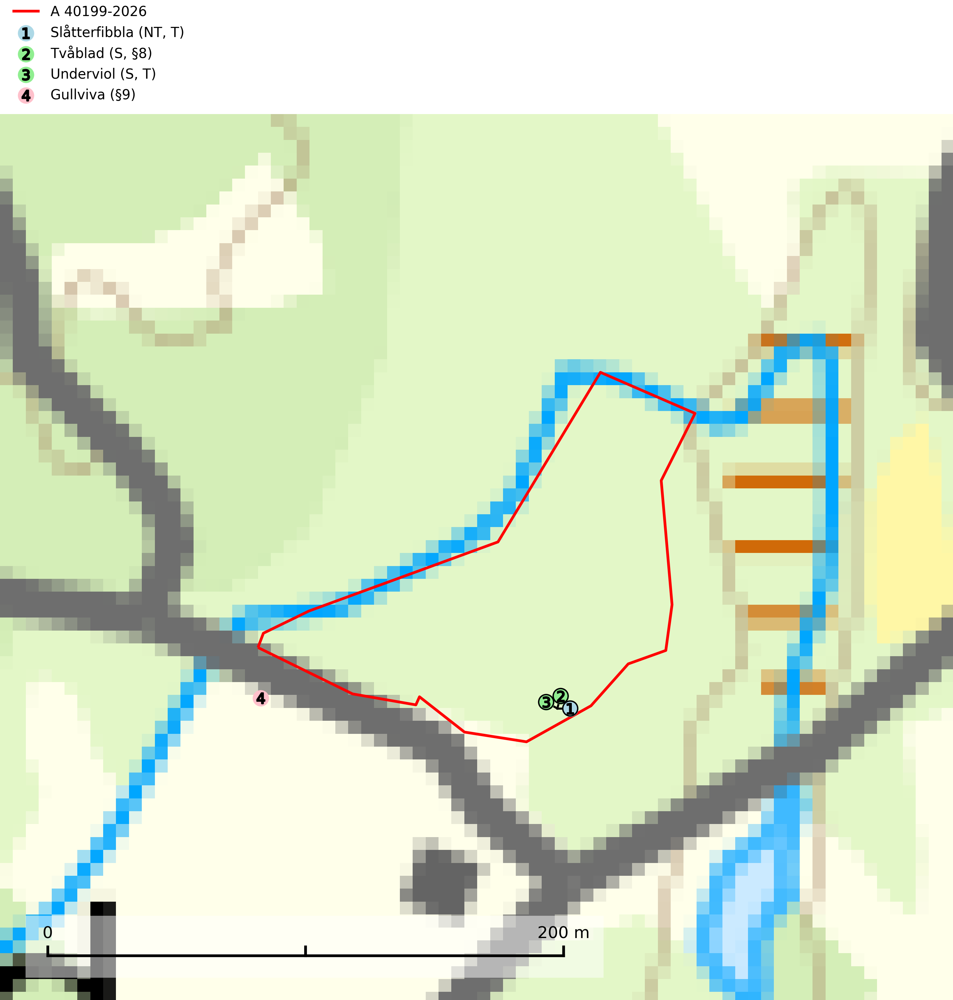 A 40199-2026
1 Slåtterfibbla (NT, T)
2 Tvåblad (S, §8)
3 Underviol (S, T)
4 Gullviva (§9)
2
3
1
4
0 200 m